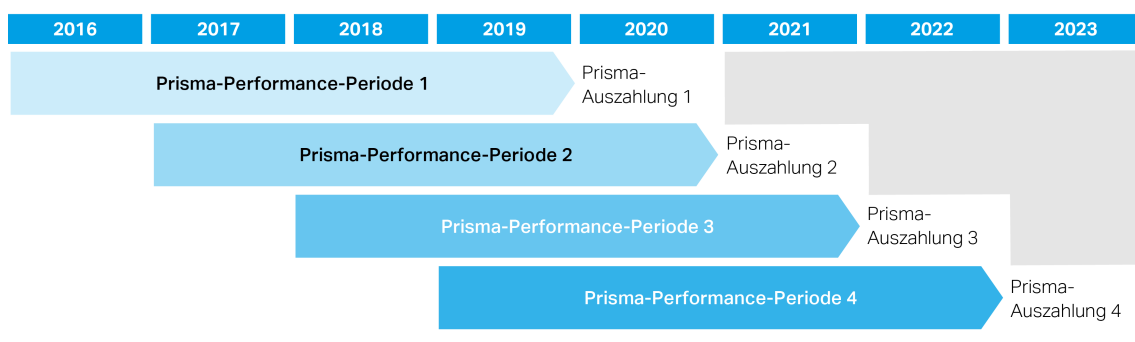 2016 2017 2018 2019 2020 2021 2022 2023
Prisma-Performance-Periode 1
Prisma-
Auszahlung 1
Prisma-Performance-Periode 2
Prisma-
Auszahlung 2
Prisma-Performance-Periode 3
Prisma-
Auszahlung 3
Prisma-Performance-Periode 4
Prisma-
Auszahlung 4